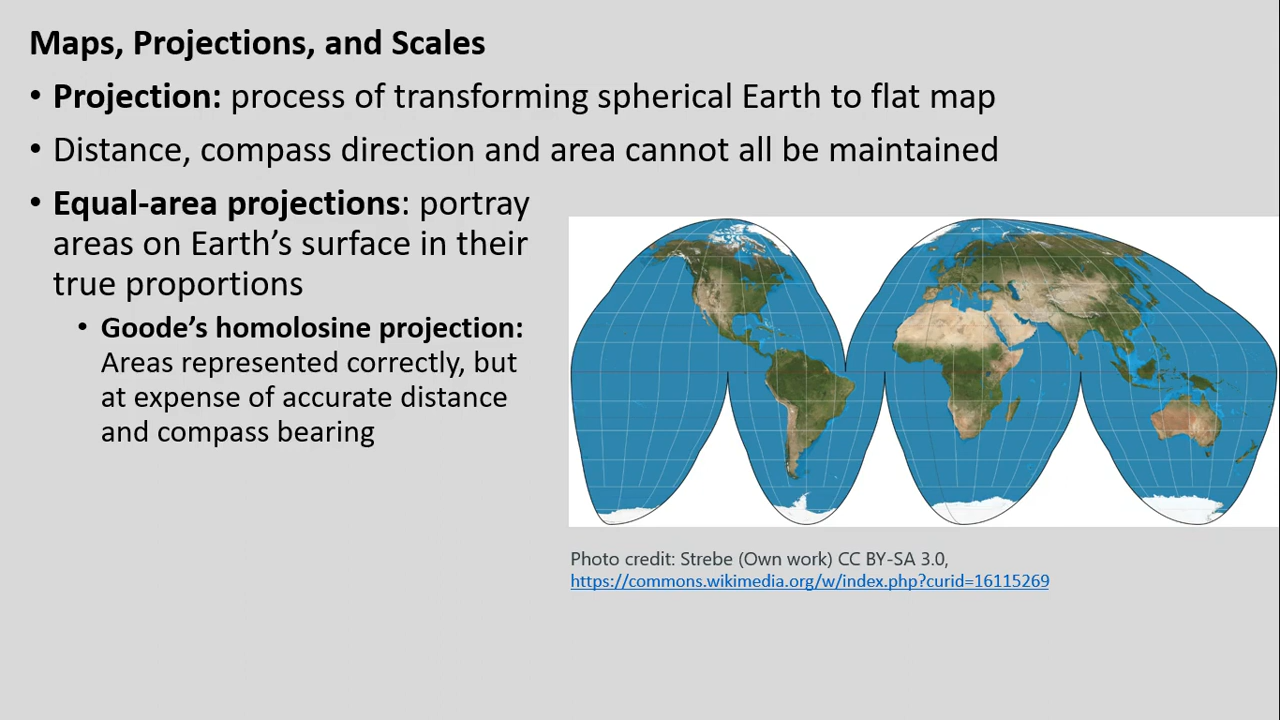 Maps, Projections, and Scales
• Projection: process of transforming spherical Earth to flat map
• Distance, compass direction and area cannot all be maintained
• Equal-area projections: portray
areas on Earth’s surface in their
true proportions
• Goode’s homolosine projection:
Areas represented correctly, but
at expense of accurate distance
and compass bearing
Photo credit: Strebe (Own work) CC BY-SA 3.0,
https://commons.wikimedia.org/w/index.php?curid=16115269